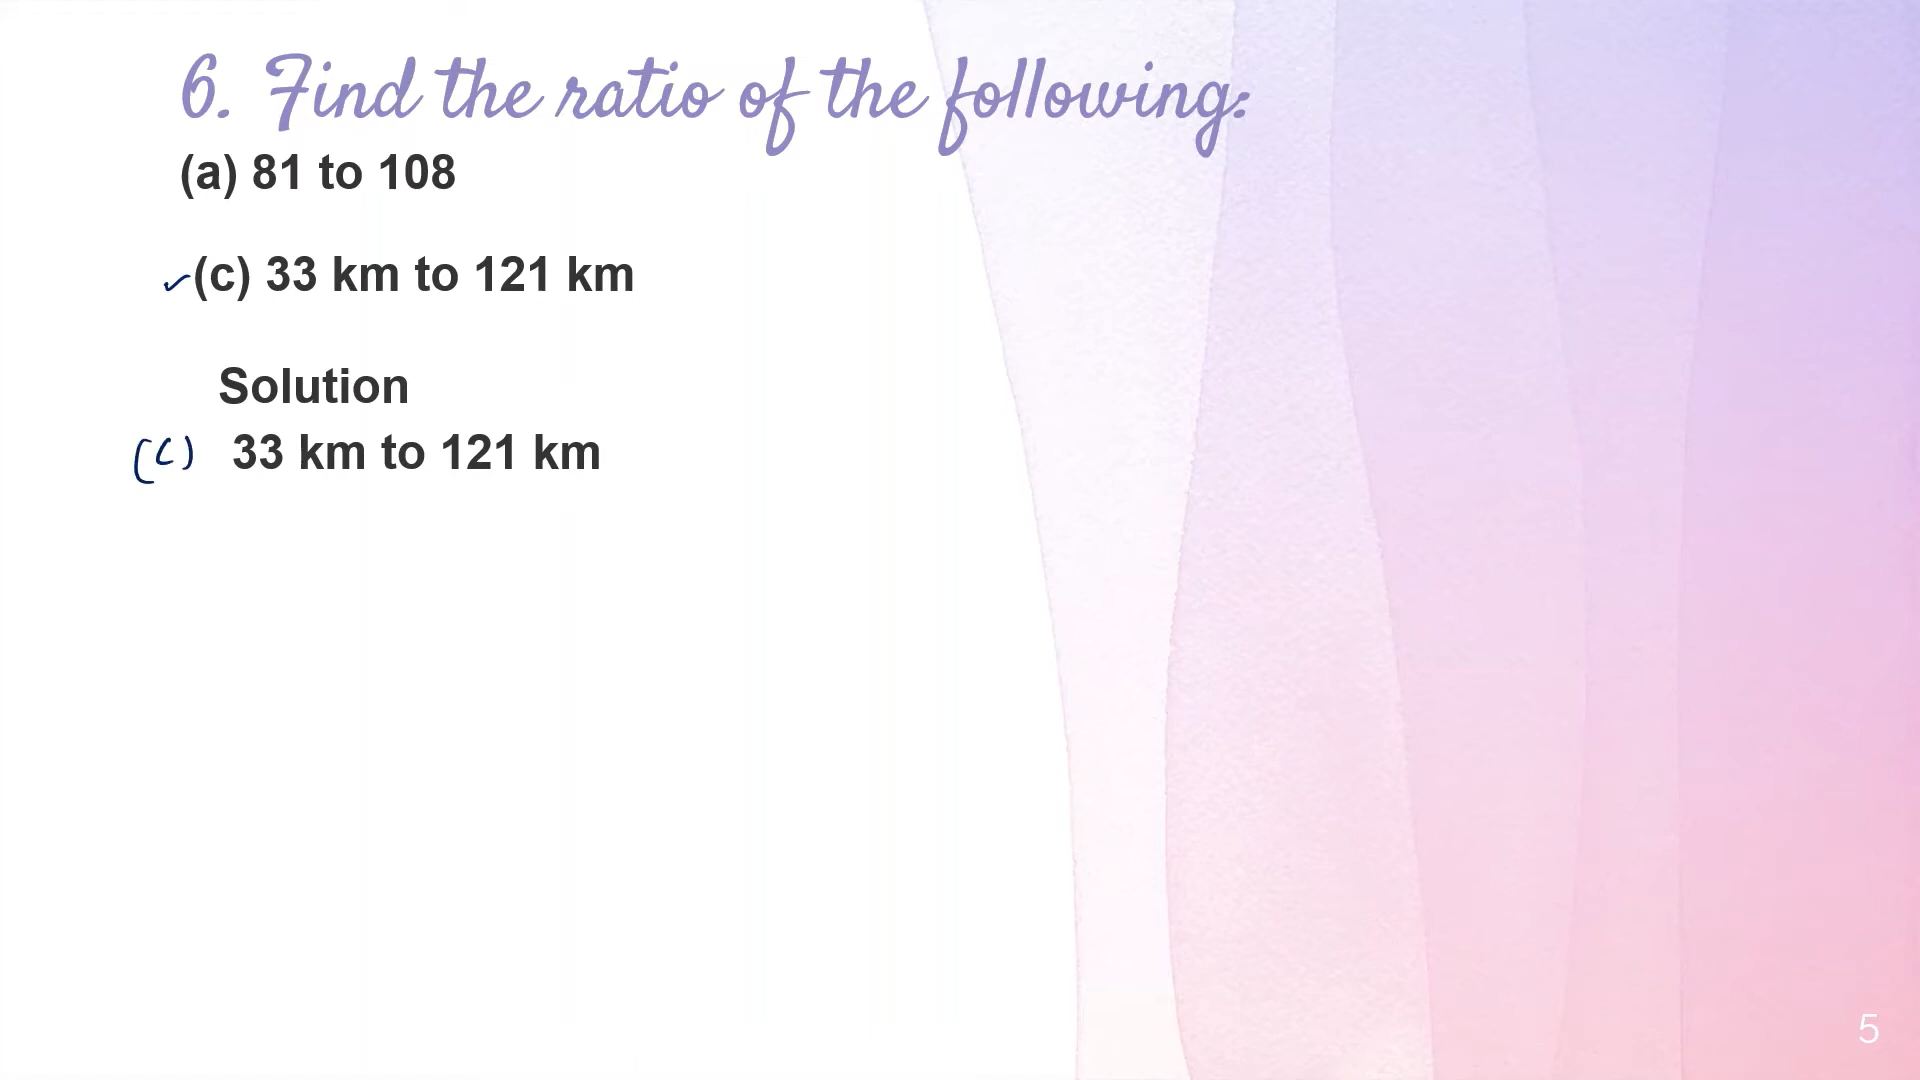 6. Find the ratio of the following:
(a) 81 to 108
✓(c) 33 km to 121 km
Solution
(c) 33 km to 121 km
5